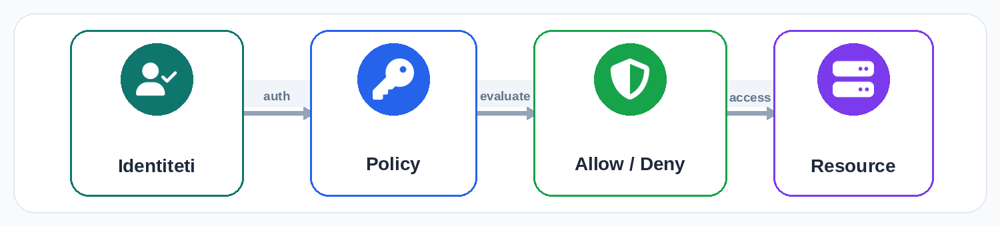 Identiteti
auth
Policy
evaluate
Allow / Deny
access
Resource